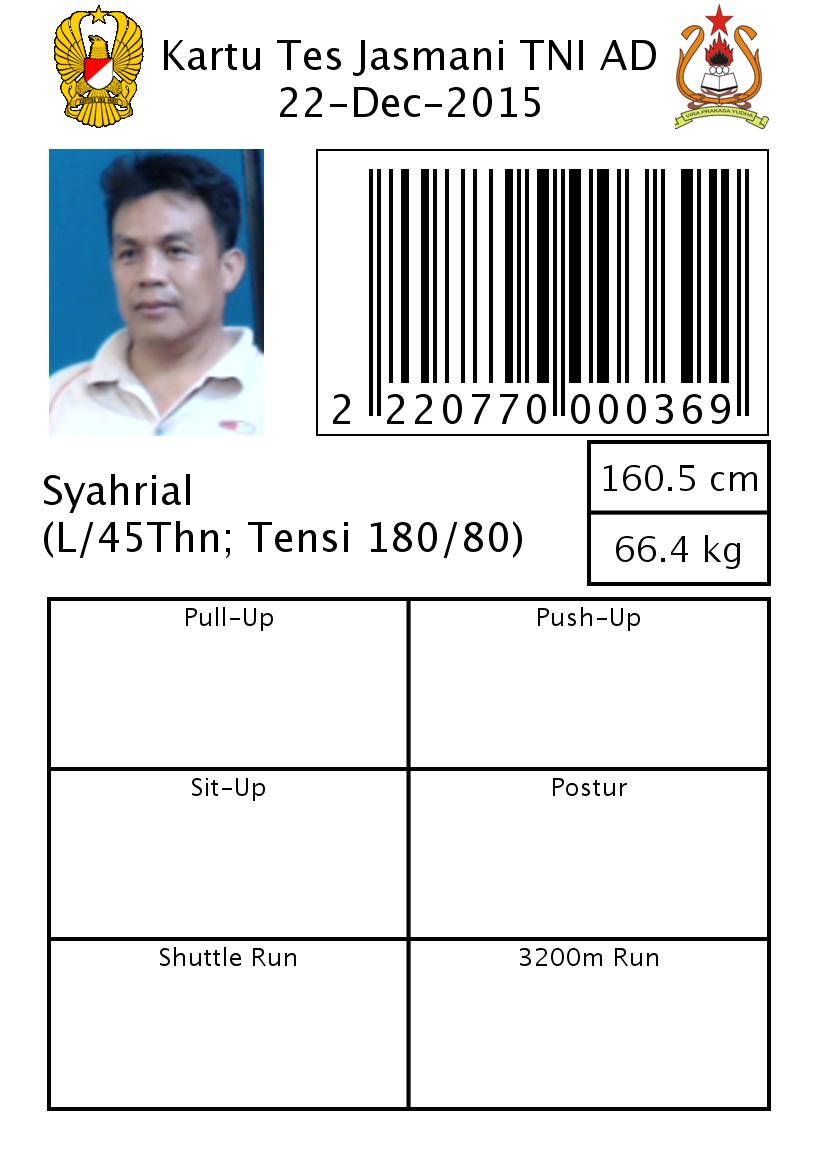 Kartu Tes Jasmani TNI AD
22-Dec-2015
VIRA PRAKASA YUDHA
2 220770 000369
Syahrial
(L/45Thn; Tensi 180/80)
160.5 cm
66.4 kg
Pull-Up
Push-Up
Sit-Up
Postur
Shuttle Run
3200m Run